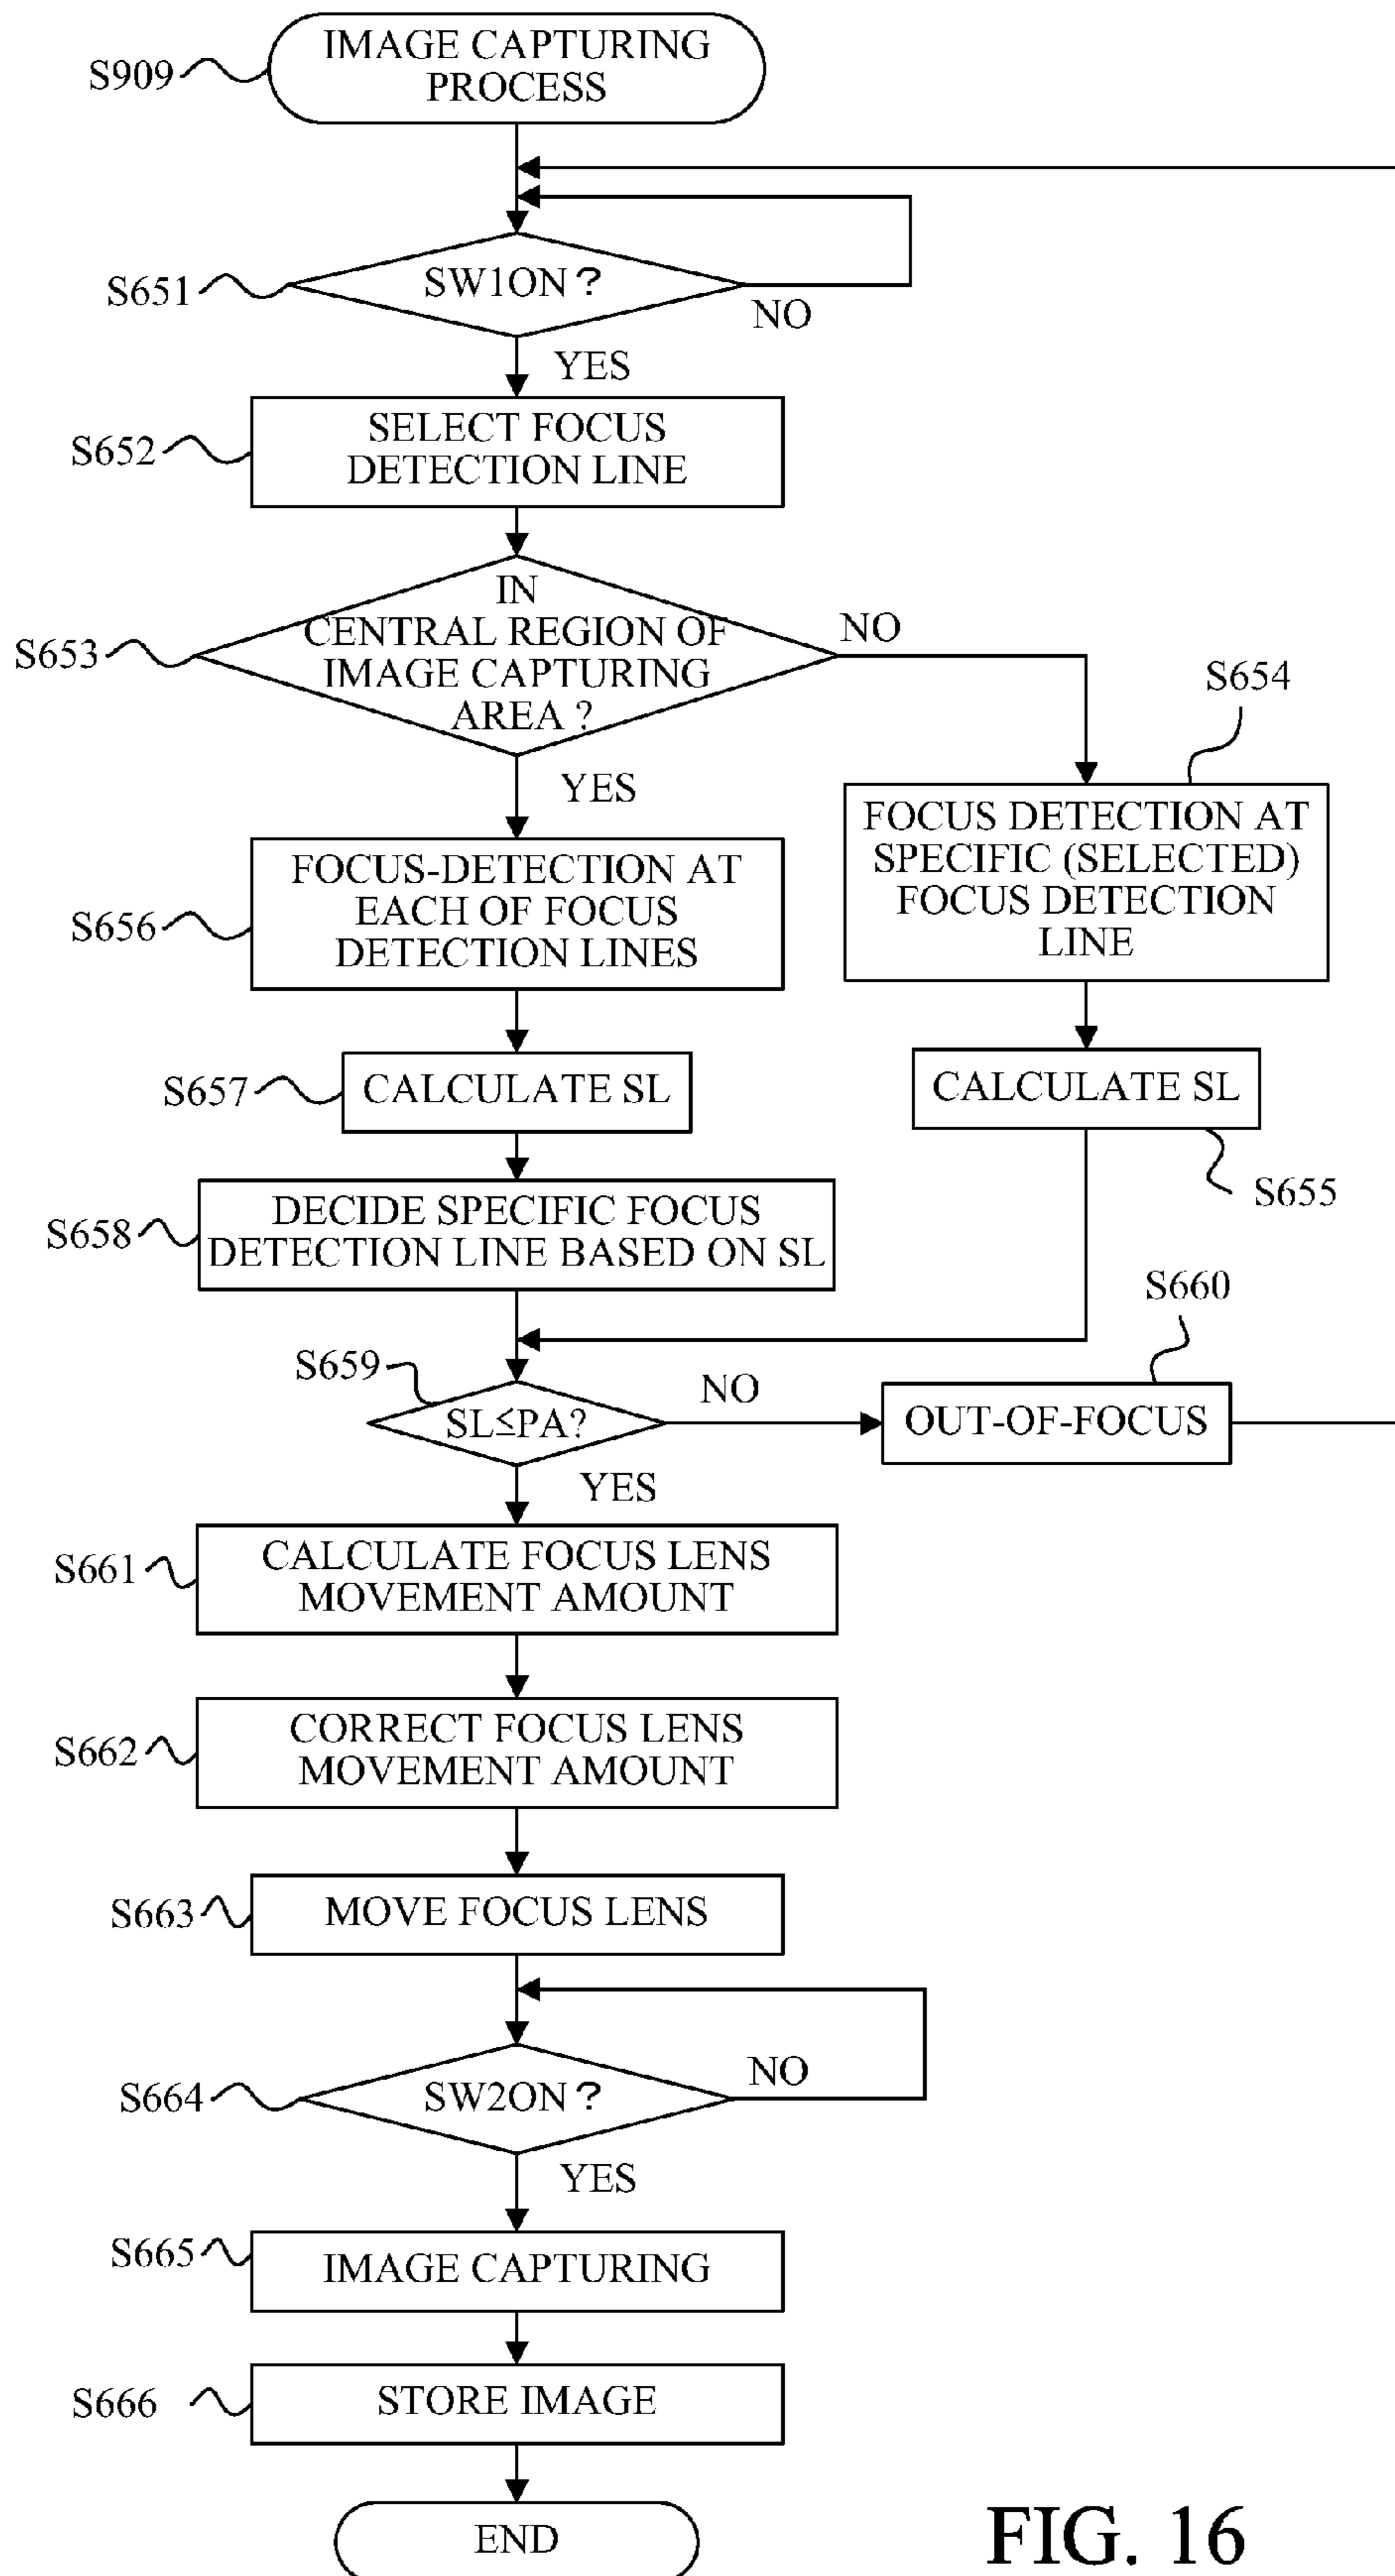 S909
IMAGE CAPTURING
PROCESS
S651
SW1ON?
NO
YES
S652
SELECT FOCUS
DETECTION LINE
S653
IN
CENTRAL REGION OF
IMAGE CAPTURING
AREA?
NO
YES
S654
FOCUS DETECTION AT
SPECIFIC (SELECTED)
FOCUS DETECTION
LINE
S656
FOCUS-DETECTION AT
EACH OF FOCUS
DETECTION LINES
S657
CALCULATE SL
CALCULATE SL
S655
S658
DECIDE SPECIFIC FOCUS
DETECTION LINE BASED ON SL
S659
SL≤PA?
NO
S660
OUT-OF-FOCUS
YES
S661
CALCULATE FOCUS LENS
MOVEMENT AMOUNT
S662
CORRECT FOCUS LENS
MOVEMENT AMOUNT
S663
MOVE FOCUS LENS
S664
SW2ON?
NO
YES
S665
IMAGE CAPTURING
S666
STORE IMAGE
END
FIG. 16